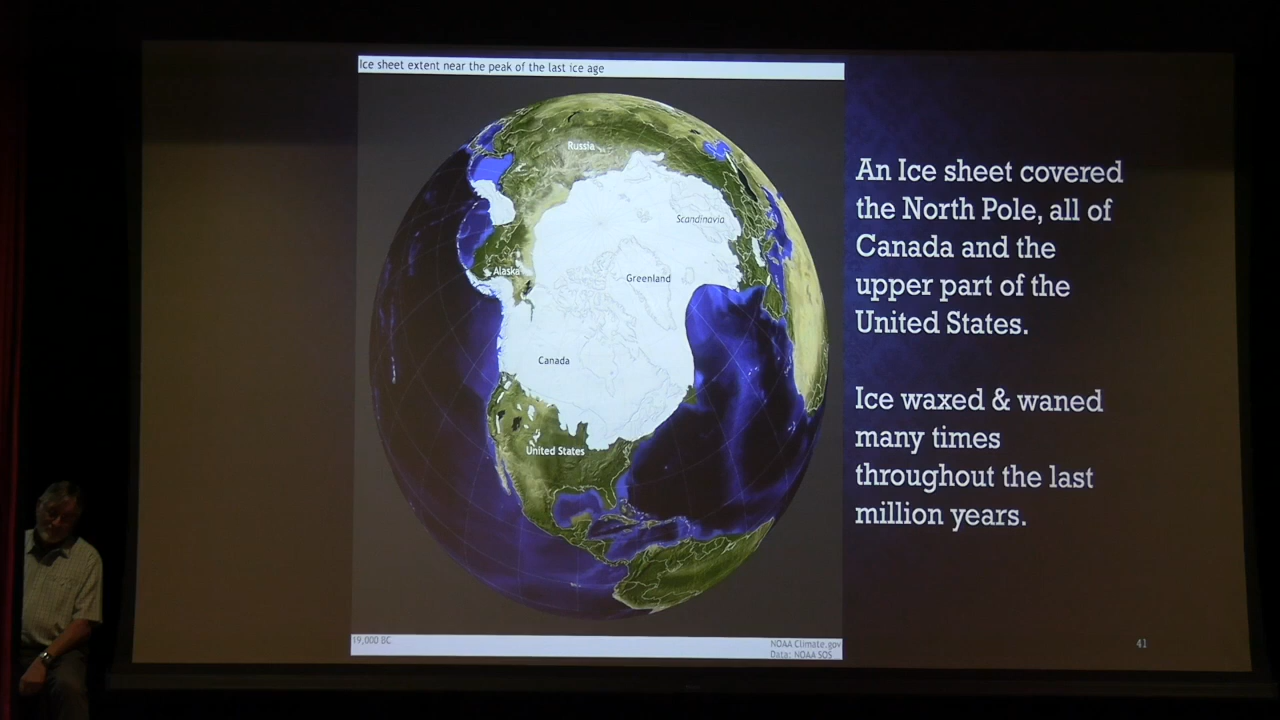 Ice sheet extent near the peak of the last ice age
Russia
Scandinavia
Alaska
Greenland
Canada
United States
An Ice sheet covered
the North Pole, all of
Canada and the
upper part of the
United States.
Ice waxed & waned
many times
throughout the last
million years.
19,000 BC
NOAA Climate.gov
Data: NOAA SOS
41